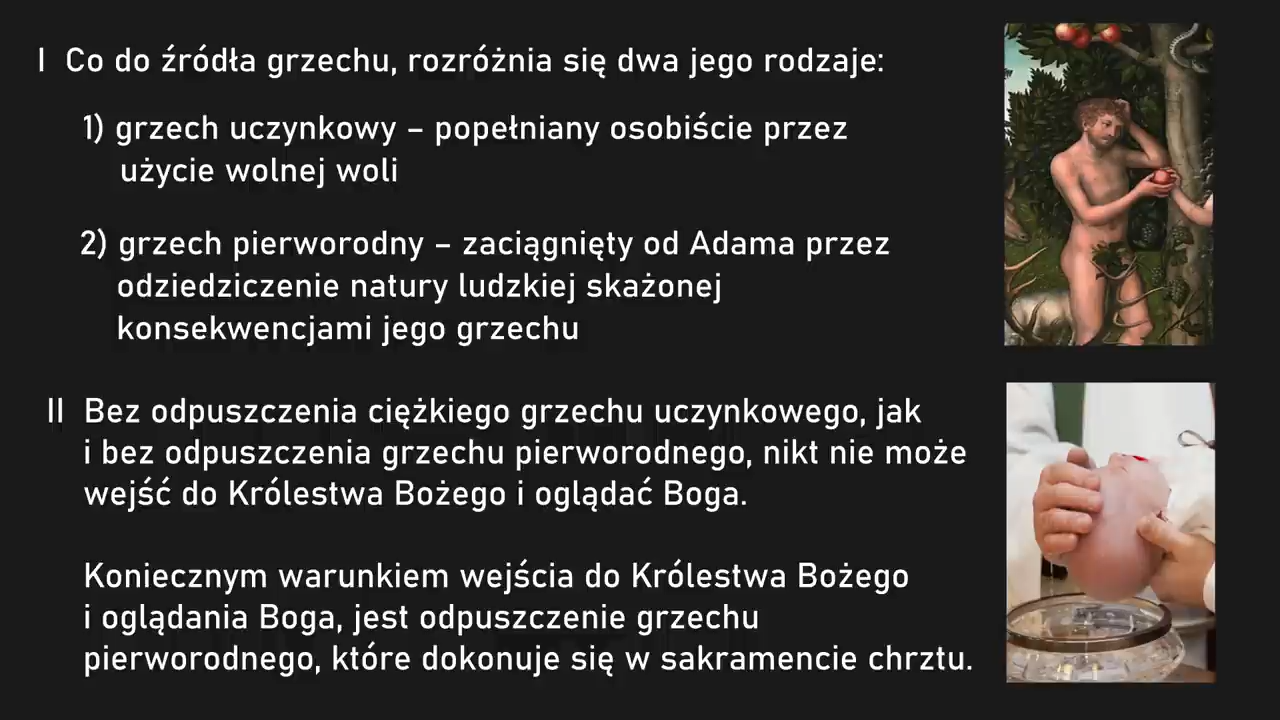 I Co do źródła grzechu, rozróżnia się dwa jego rodzaje:
1) grzech uczynkowy – popełniany osobiście przez
użycie wolnej woli
2) grzech pierworodny – zaciągnięty od Adama przez
odziedziczenie natury ludzkiej skażonej
konsekwencjami jego grzechu
II Bez odpuszczenia ciężkiego grzechu uczynkowego, jak
i bez odpuszczenia grzechu pierworodnego, nikt nie może
wejść do Królestwa Bożego i oglądać Boga.
Koniecznym warunkiem wejścia do Królestwa Bożego
i oglądania Boga, jest odpuszczenie grzechu
pierworodnego, które dokonuje się w sakramencie chrztu.